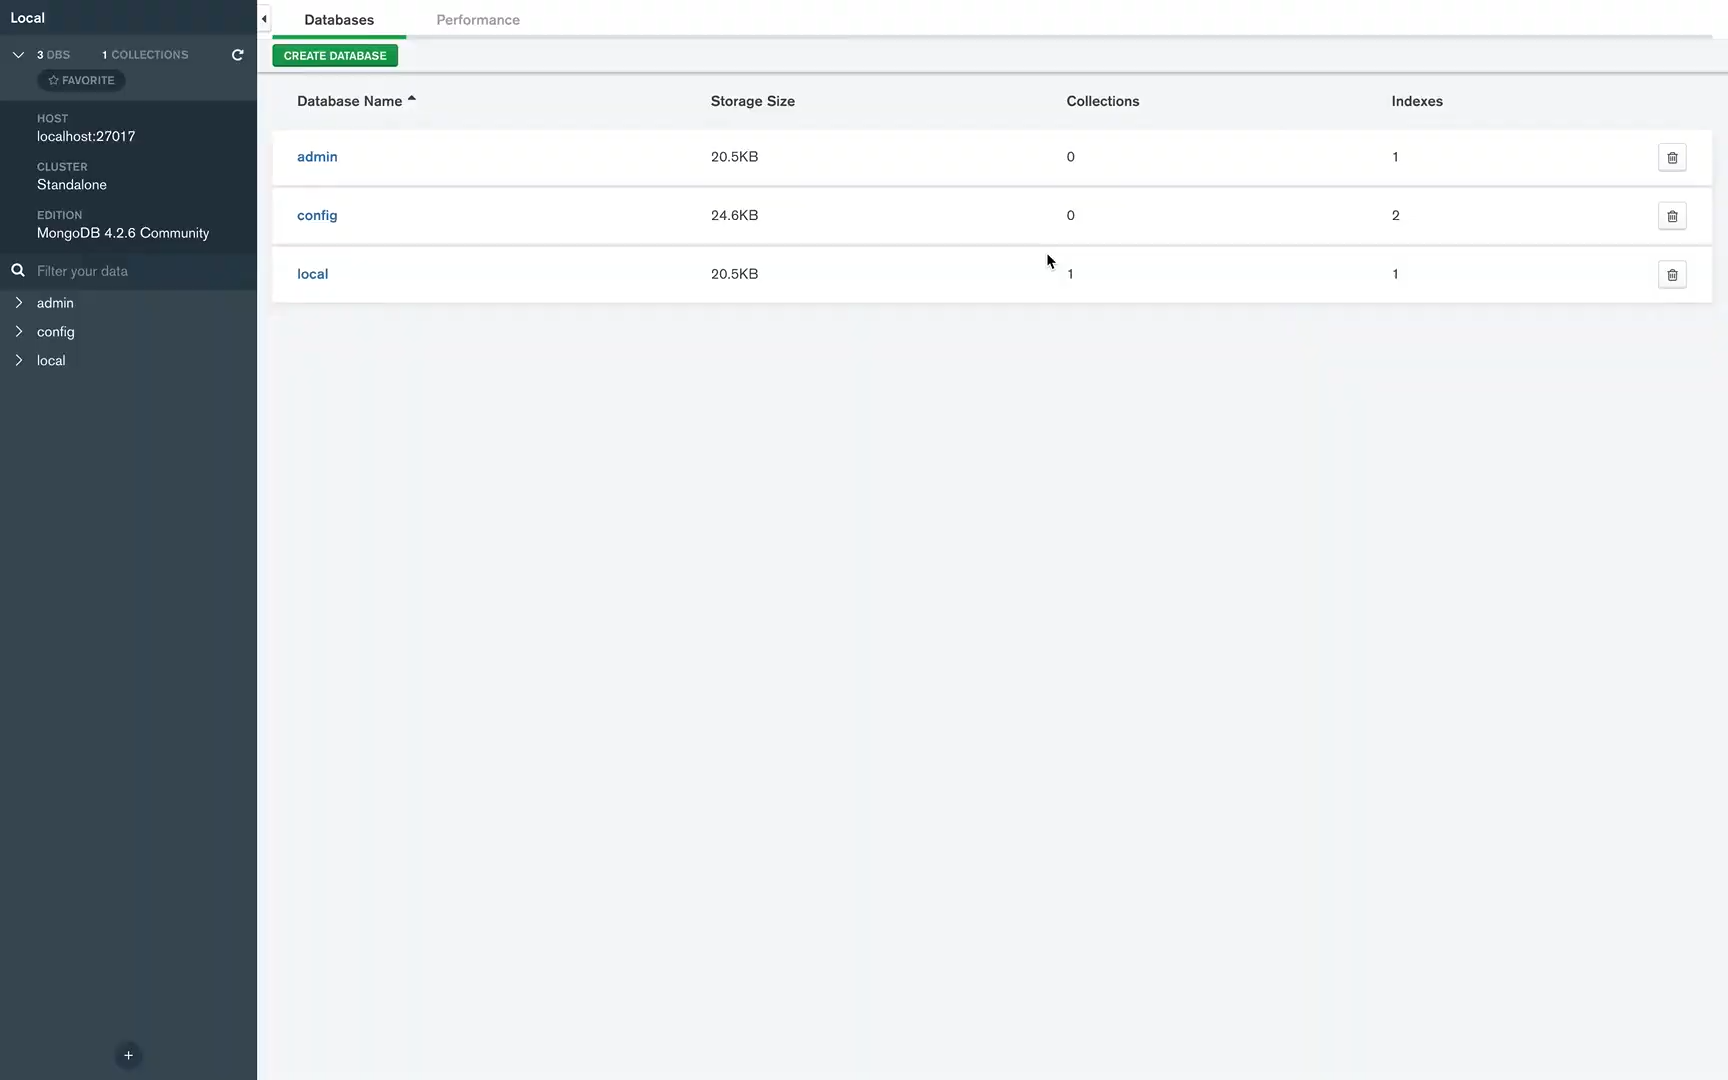 Local
3 DBS 1 COLLECTIONS
FAVORITE
HOST
localhost:27017
CLUSTER
Standalone
EDITION
MongoDB 4.2.6 Community
Filter your data
admin
config
local
Databases Performance
CREATE DATABASE
Database Name Storage Size Collections Indexes
admin 20.5KB 0 1
config 24.6KB 0 2
local 20.5KB 1 1